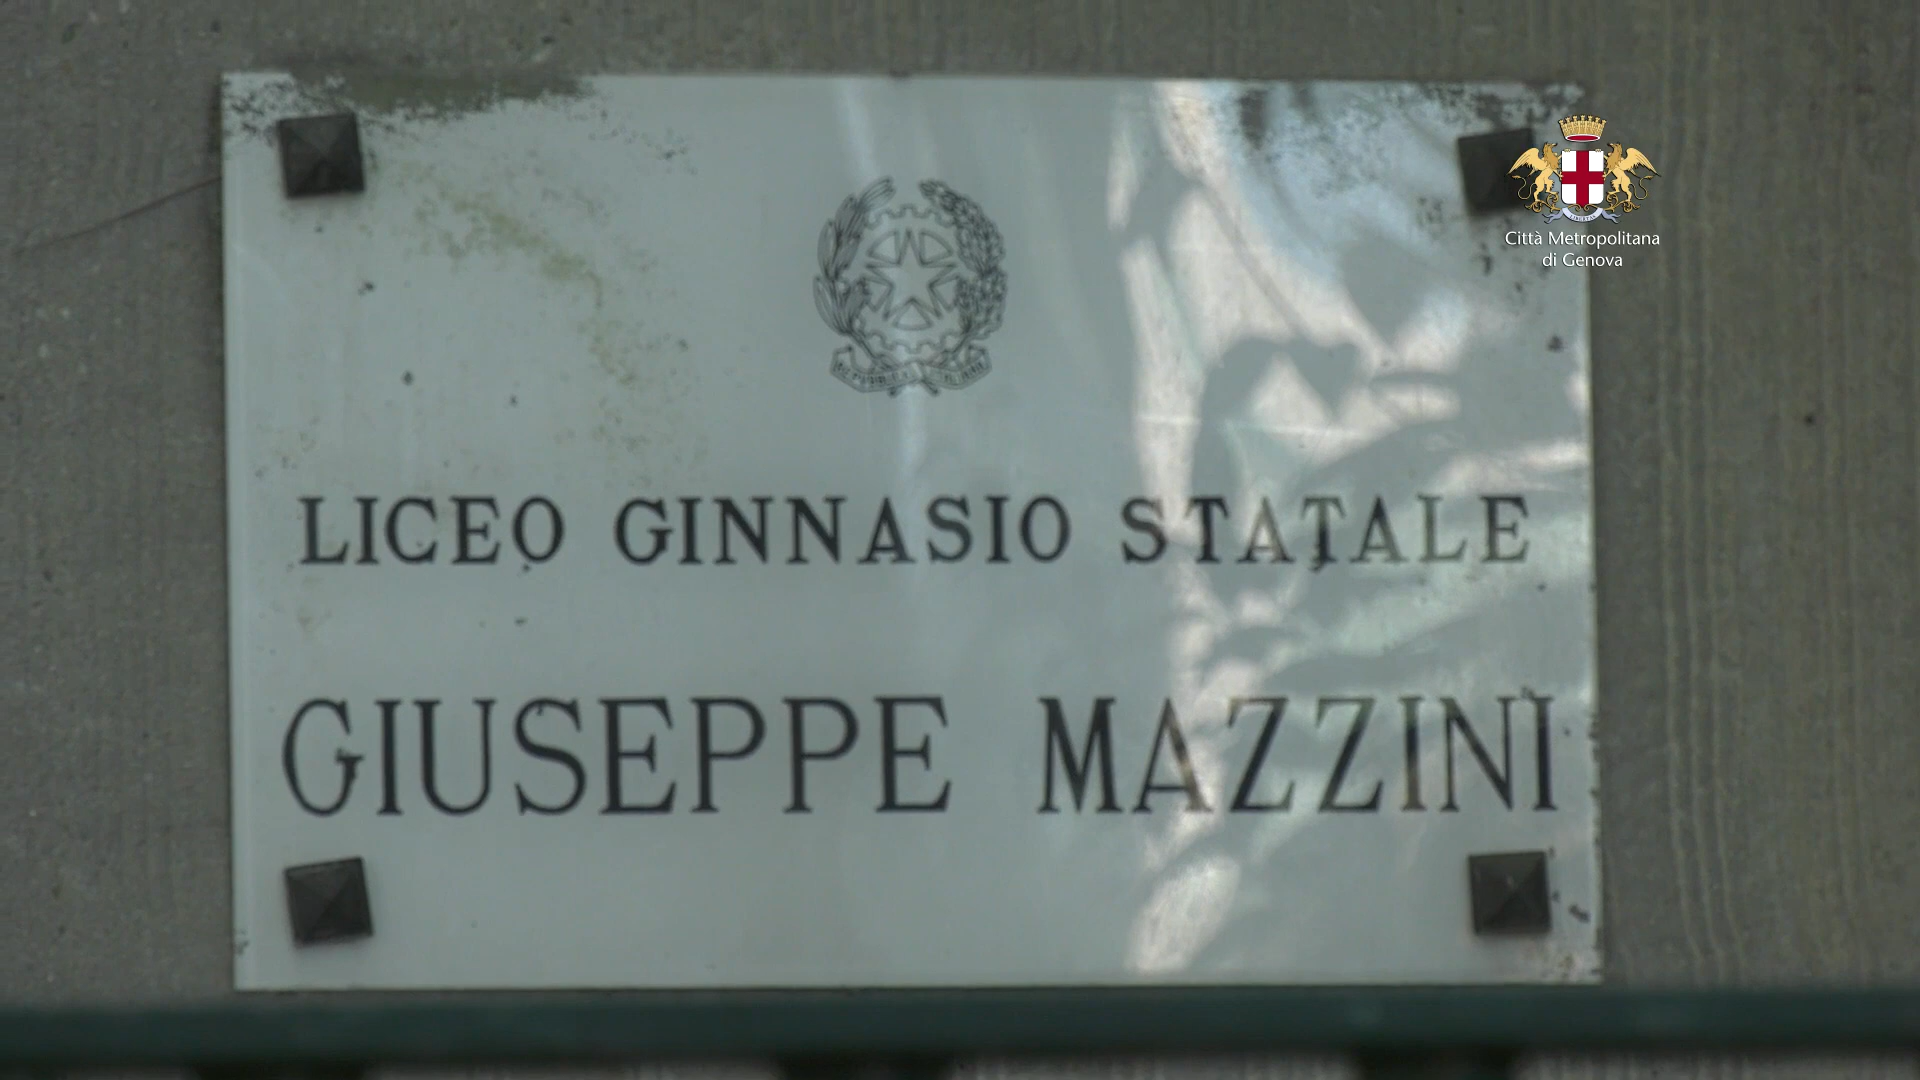 Città Metropolitana
di Genova
LICEO GINNASIO STATALE
GIUSEPPE MAZZINI